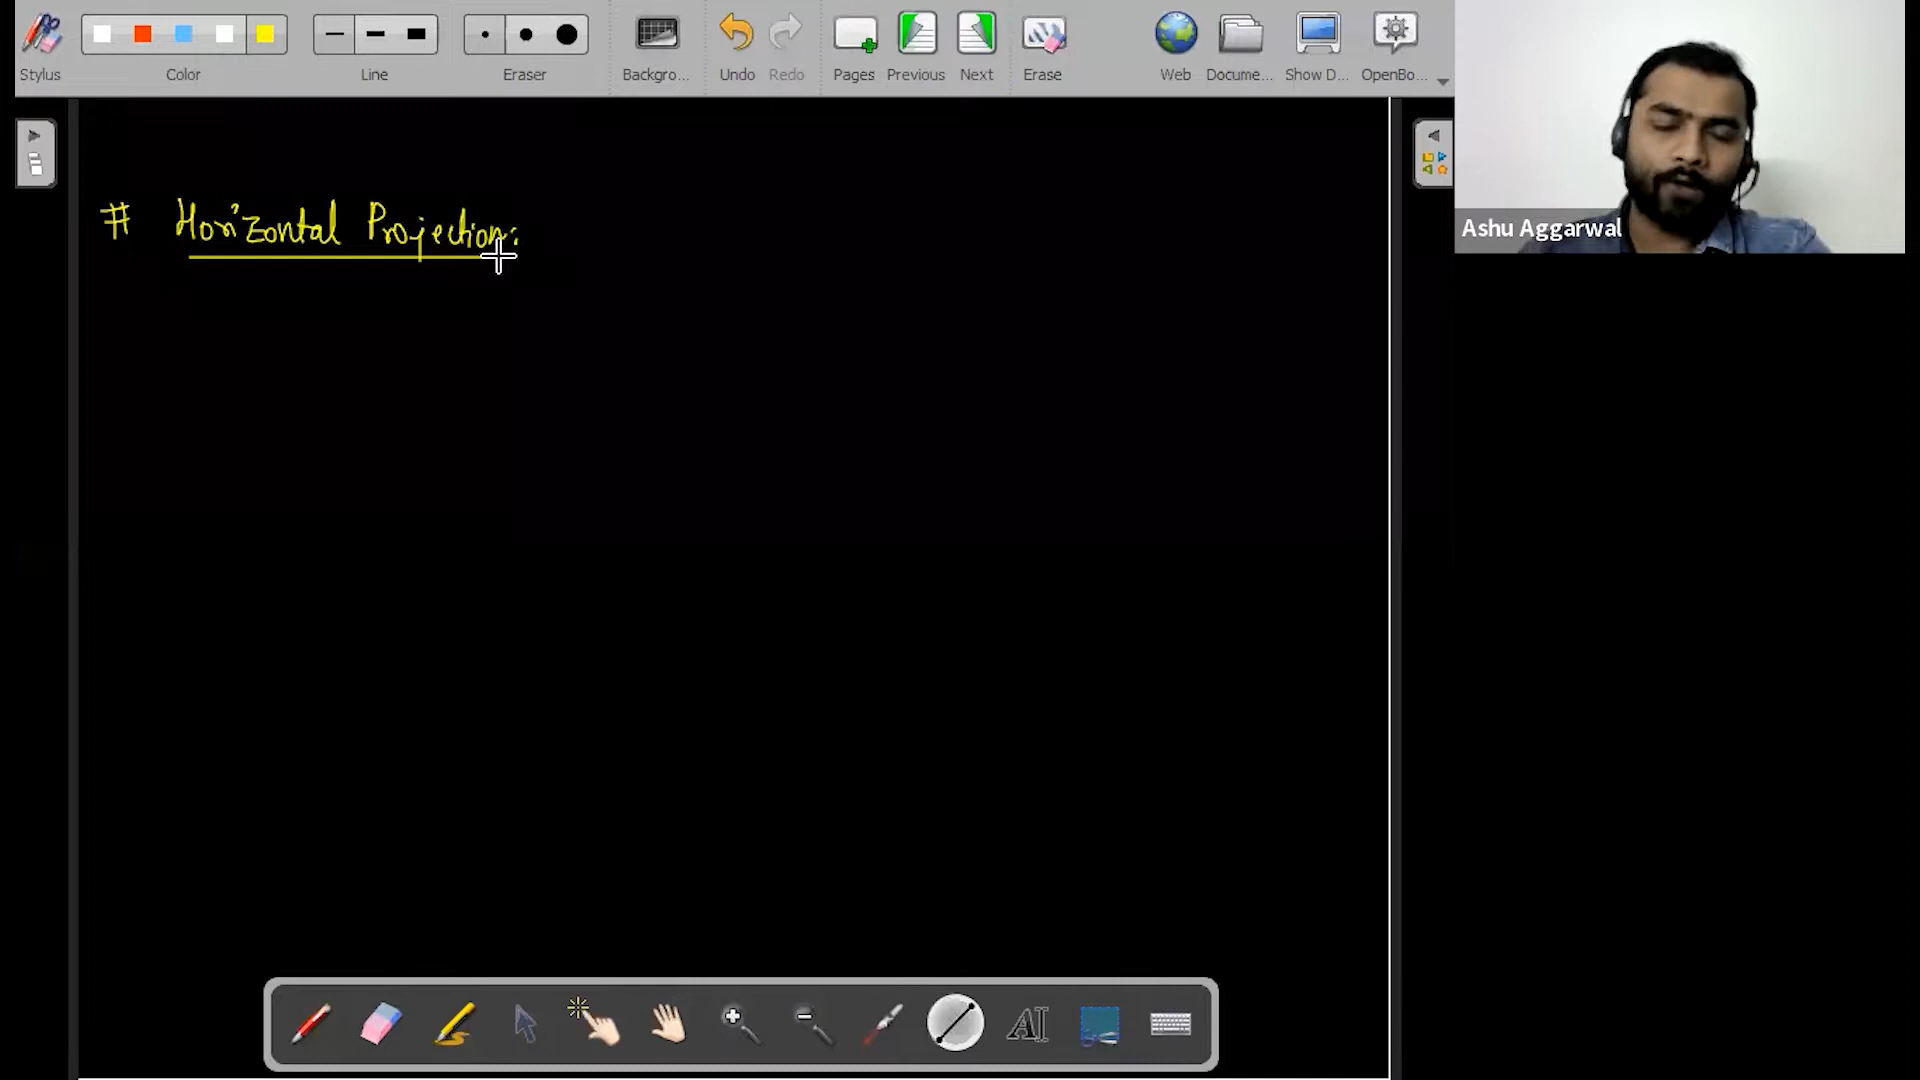 Stylus
Color
Line
Eraser
Backgro...
Undo
Redo
Pages
Previous
Next
Erase
Web
Docume...
Show D...
OpenBo...
Ashu Aggarwal
# Horizontal Projection:
AI